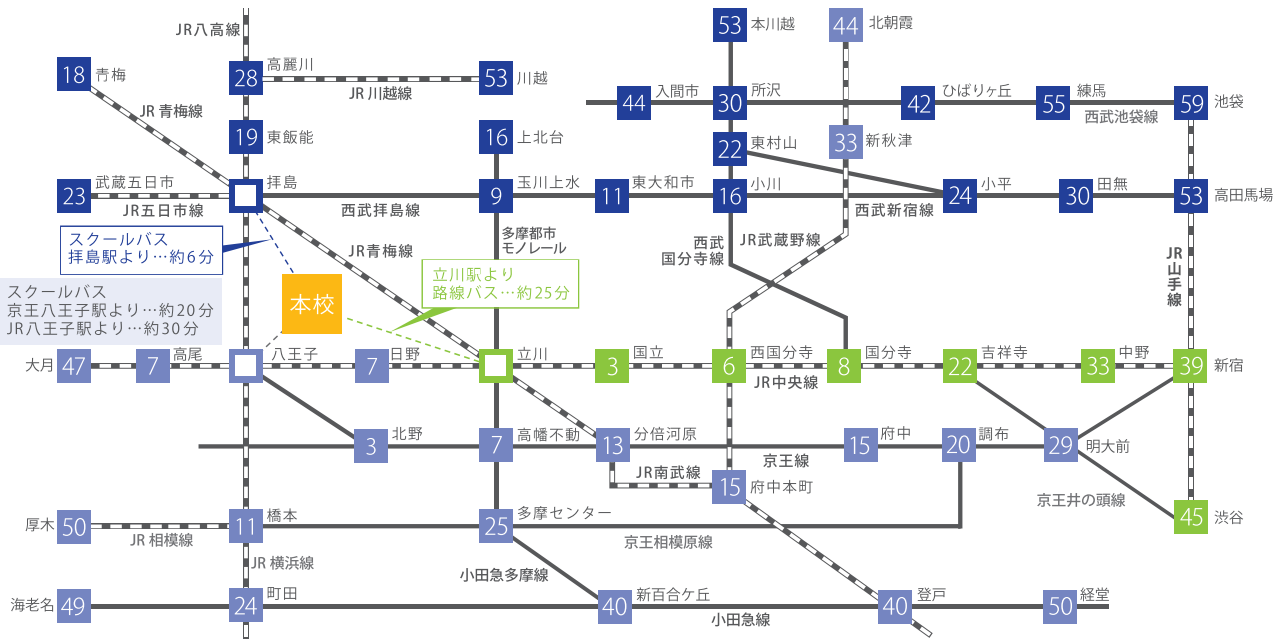 JR八高線
53
本川越
44
北朝霞
18
青梅
28
高麗川
53
川越
JR川越線
JR青梅線
44
入間市
30
所沢
42
ひばりヶ丘
55
練馬
59
池袋
西武池袋線
19
東飯能
16
上北台
22
東村山
33
新秋津
23
武蔵五日市
JR五日市線
拝島
西武拝島線
9
玉川上水
11
東大和市
16
小川
24
小平
30
田無
53
高田馬場
西武新宿線
スクールバス
拝島駅より…約6分
JR青梅線
多摩都市
モノレール
西武
国分寺線
JR武蔵野線
JR
山手線
立川駅より
路線バス…約25分
本校
スクールバス
京王八王子駅より…約20分
JR八王子駅より…約30分
大月
47
7
高尾
八王子
7
日野
立川
3
国立
6
西国分寺
JR中央線
8
国分寺
22
吉祥寺
33
中野
39
新宿
3
北野
7
高幡不動
13
分倍河原
京王線
15
府中
20
調布
29
明大前
JR南武線
15
府中本町
京王井の頭線
厚木
50
JR相模線
11
橋本
25
多摩センター
京王相模原線
45
渋谷
JR横浜線
小田急多摩線
海老名
49
24
町田
40
新百合ケ丘
小田急線
40
登戸
50
経堂